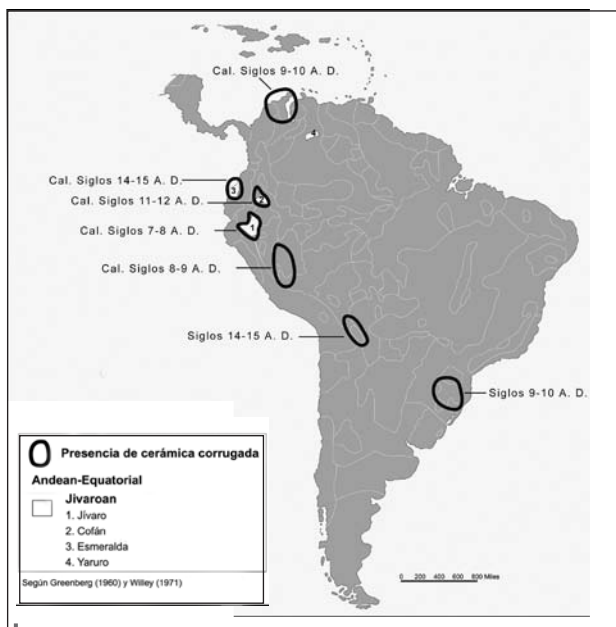 Cal. Siglos 9-10 A. D.
4
Cal. Siglos 14-15 A. D.
3
Cal. Siglos 11-12 A. D.
2
Cal. Siglos 7-8 A. D.
1
Cal. Siglos 8-9 A. D.
Siglos 14-15 A. D.
Siglos 9-10 A. D.
Presencia de cerámica corrugada
Andean-Equatorial
Jivaroan
1. Jívaro
2. Cofán
3. Esmeralda
4. Yaruro
Según Greenberg (1960) y Willey (1971)
0 200 400 600 800 Miles